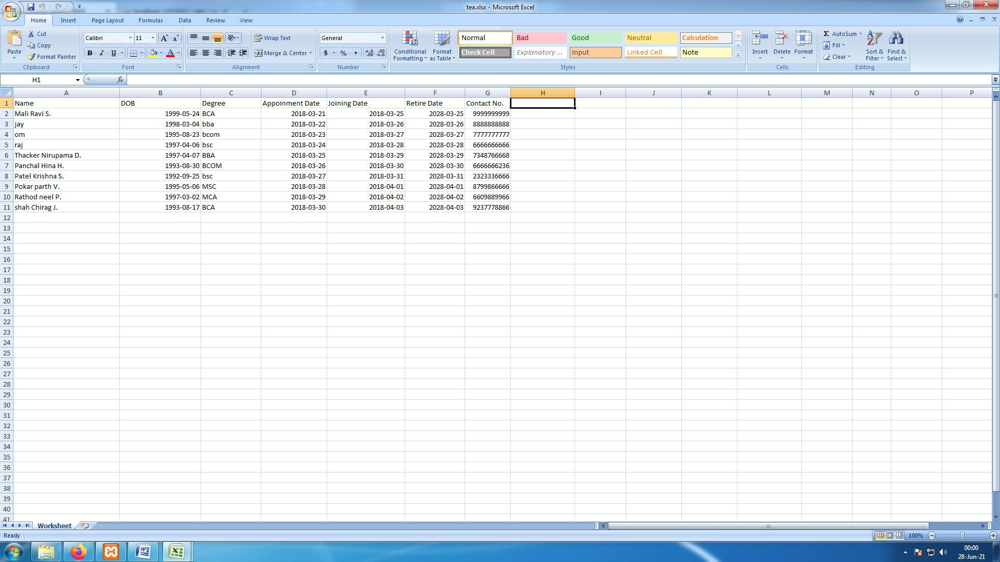 tea.xlsx - Microsoft Excel
Home Insert Page Layout Formulas Data Review View
Paste Cut Copy Format Painter Clipboard
Calibri 11 A A B I U A Font
Wrap Text Merge & Center Alignment
General $ % , Number
Conditional Formatting Format as Table Normal Bad Good Neutral Calculation
Check Cell Explanatory ... Input Linked Cell Note Styles
Insert Delete Format Cells
Σ AutoSum Fill Clear Sort & Filter Find & Select Editing
H1 fx
A B C D E F G H I J K L M N O P
1 Name DOB Degree Appoinment Date Joining Date Retire Date Contact No.
2 Mali Ravi S. 1999-05-24 BCA 2018-03-21 2018-03-25 2028-03-25 9999999999
3 jay 1998-03-04 bba 2018-03-22 2018-03-26 2028-03-26 8888888888
4 om 1995-08-23 bcom 2018-03-23 2018-03-27 2028-03-27 7777777777
5 raj 1997-04-06 bsc 2018-03-24 2018-03-28 2028-03-28 6666666666
6 Thacker Nirupama D. 1997-04-07 BBA 2018-03-25 2018-03-29 2028-03-29 7348766668
7 Panchal Hina H. 1993-08-30 BCOM 2018-03-26 2018-03-30 2028-03-30 6666666236
8 Patel Krishna S. 1992-09-25 bsc 2018-03-27 2018-03-31 2028-03-31 2323336666
9 Pokar parth V. 1995-05-06 MSC 2018-03-28 2018-04-01 2028-04-01 8799866666
10 Rathod neel P. 1997-03-02 MCA 2018-03-29 2018-04-02 2028-04-02 6609889966
11 shah Chirag J. 1993-08-17 BCA 2018-03-30 2018-04-03 2028-04-03 9237778866
12
13
14
15
16
17
18
19
20
21
22
23
24
25
26
27
28
29
30
31
32
33
34
35
36
37
38
39
40
41
Worksheet
Ready 100%
00:00
28-Jun-21